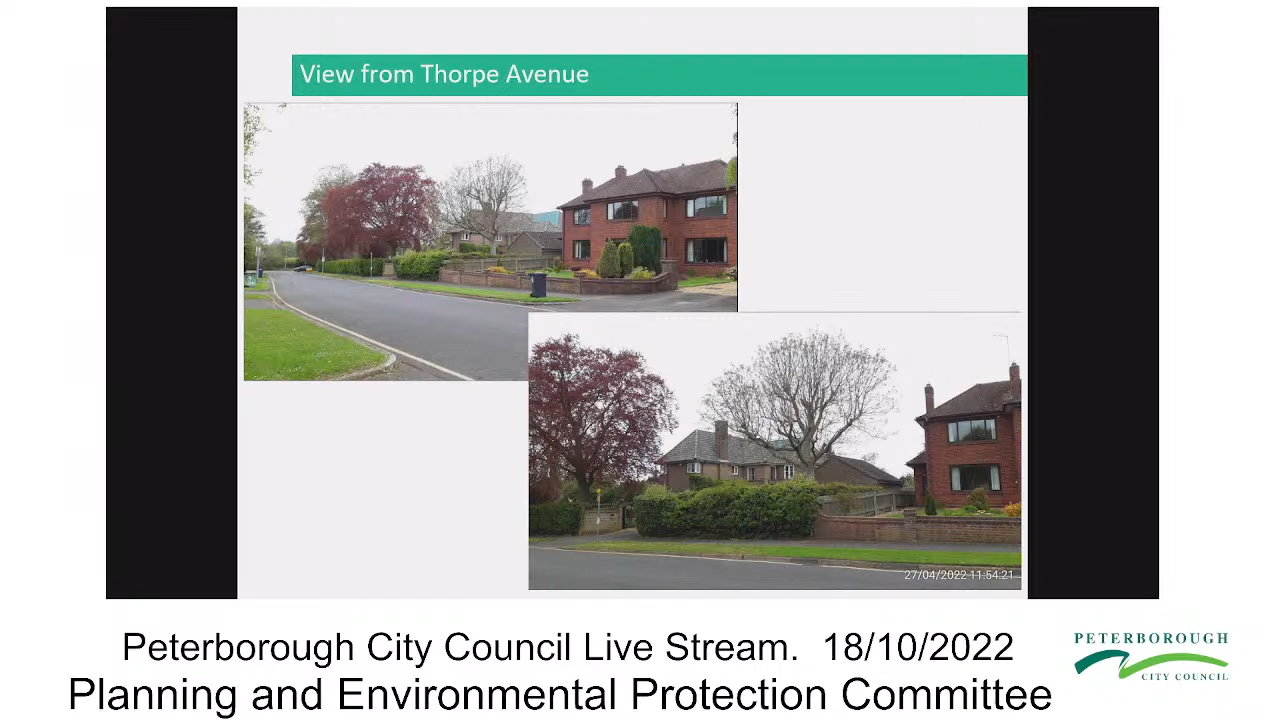 View from Thorpe Avenue
27/04/2022 11:54:21
Peterborough City Council Live Stream.  18/10/2022
Planning and Environmental Protection Committee
PETERBOROUGH
CITY COUNCIL